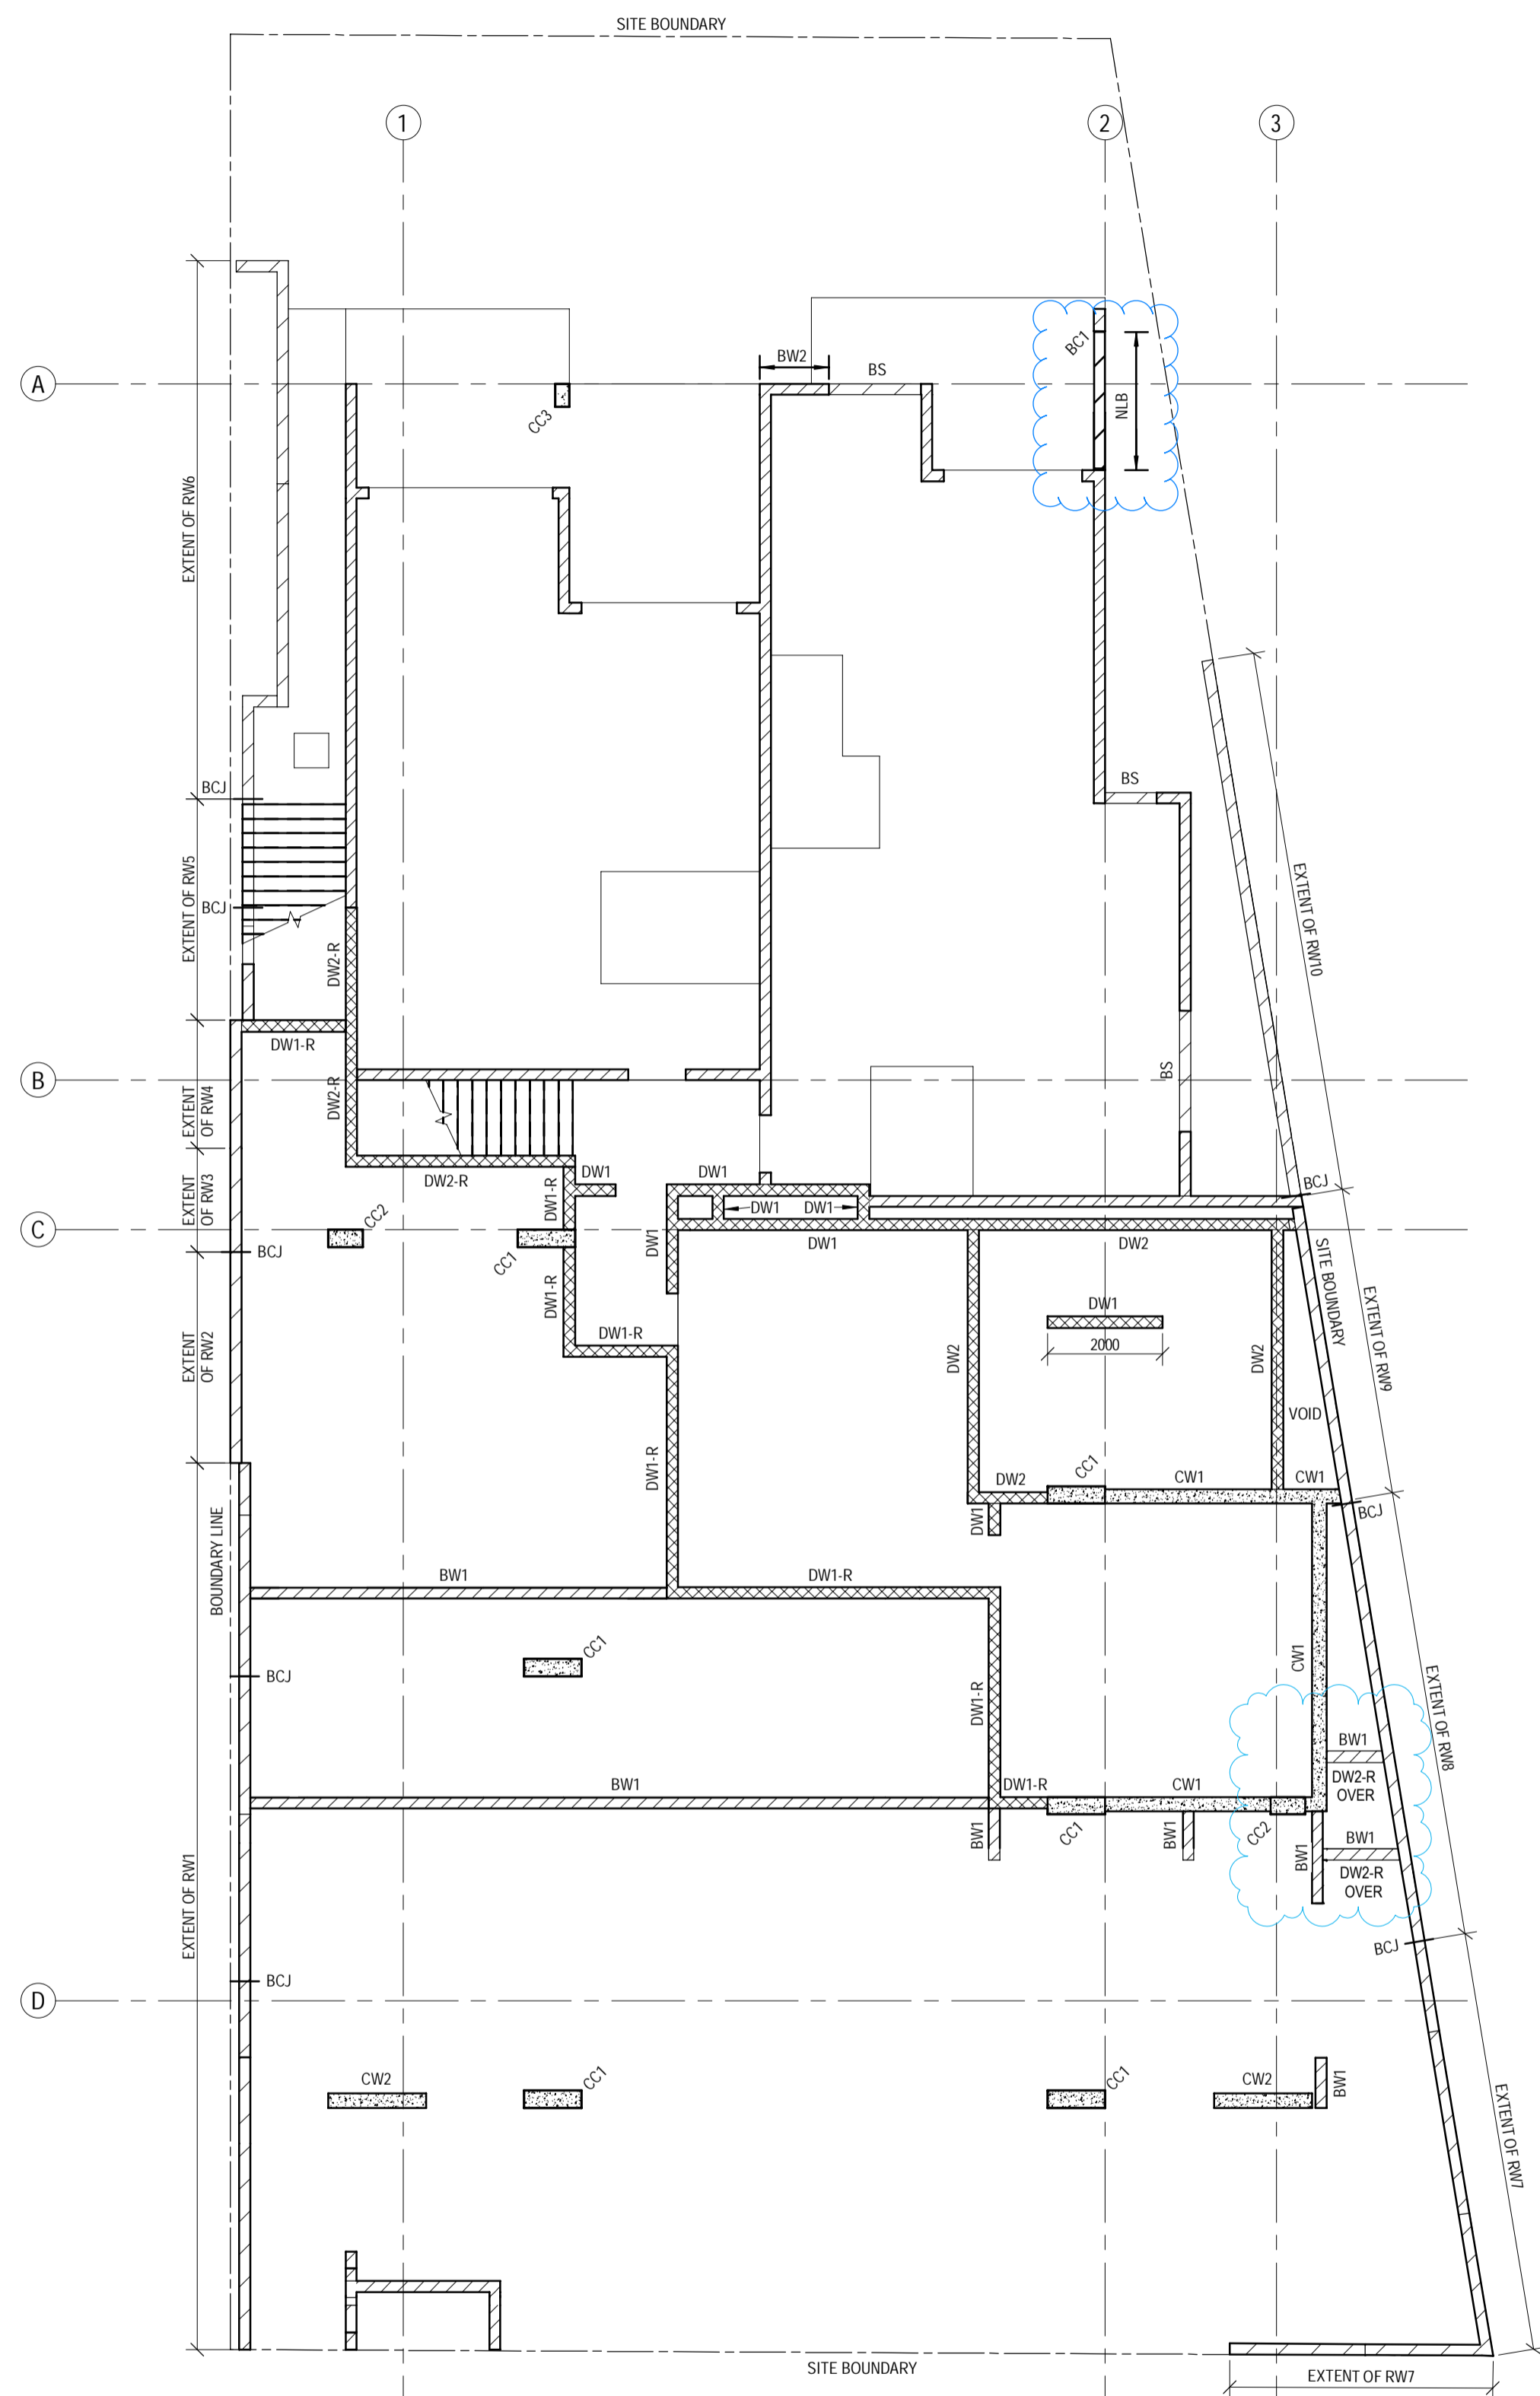 SITE BOUNDARY
1
2
3
BC1
BW2
BS
A
NLB
CC3
EXTENT OF RW6
BCJ
BS
EXTENT OF RW5
BCJ
EXTENT OF RW10
DW2-R
DW1-R
B
BS
DW2-R
EXTENT
OF RW4
DW2-R
DW1
DW1
EXTENT
OF RW3
DW1-R
BCJ
DW1
DW1
CC2
C
CC1
DW1
DW1
DW2
BCJ
SITE BOUNDARY
DW1-R
DW1
2000
DW1-R
EXTENT
OF RW2
DW2
DW2
EXTENT OF RW9
VOID
DW1-R
DW2
CC1
CW1
CW1
DW1
BCJ
BOUNDARY LINE
BW1
DW1-R
CC1
CW1
BCJ
DW1-R
EXTENT OF RW8
BW1
DW2-R
OVER
BW1
DW1-R
CW1
CC1
BW1
BW1
CC2
BW1
BW1
DW2-R
OVER
EXTENT OF RW1
BCJ
BCJ
D
CW2
CC1
CC1
CW2
BW1
EXTENT OF RW7
SITE BOUNDARY
EXTENT OF RW7